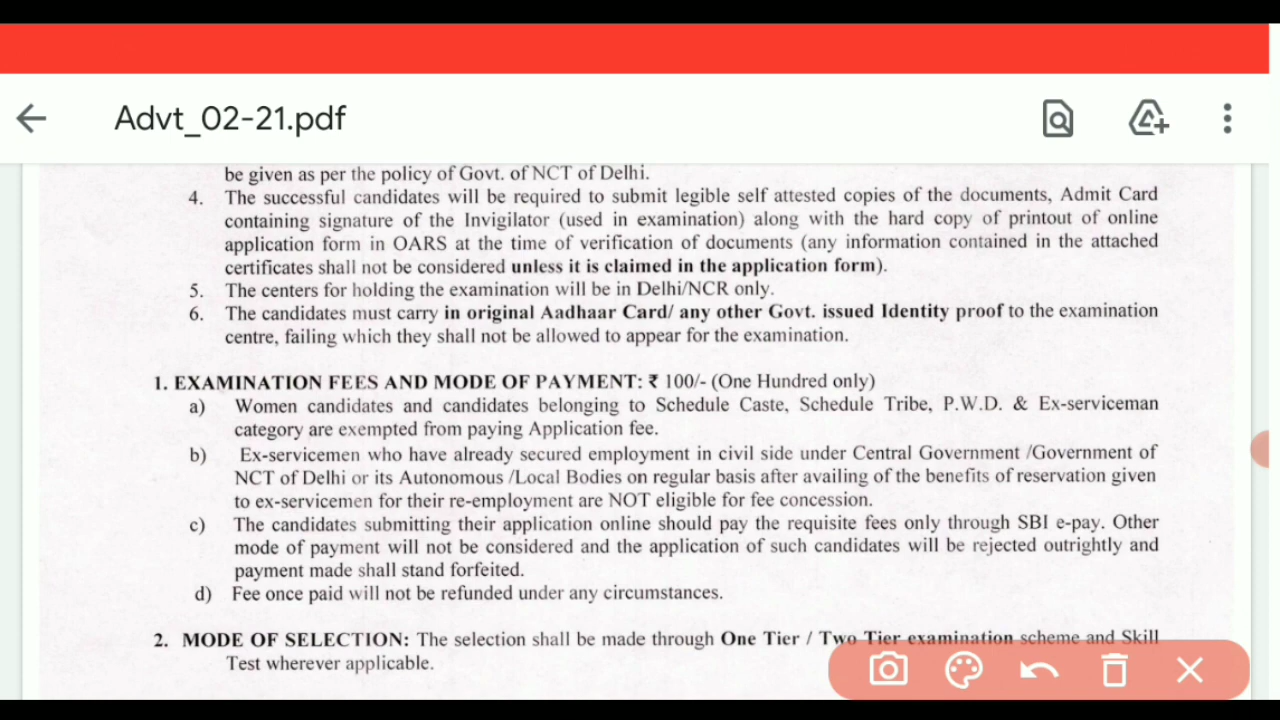 Advt_02-21.pdf
be given as per the policy of Govt. of NCT of Delhi.
4. The successful candidates will be required to submit legible self attested copies of the documents, Admit Card
containing signature of the Invigilator (used in examination) along with the hard copy of printout of online
application form in OARS at the time of verification of documents (any information contained in the attached
certificates shall not be considered unless it is claimed in the application form).
5. The centers for holding the examination will be in Delhi/NCR only.
6. The candidates must carry in original Aadhaar Card/ any other Govt. issued Identity proof to the examination
centre, failing which they shall not be allowed to appear for the examination.
1. EXAMINATION FEES AND MODE OF PAYMENT: ₹ 100/- (One Hundred only)
a) Women candidates and candidates belonging to Schedule Caste, Schedule Tribe, P.W.D. & Ex-serviceman
category are exempted from paying Application fee.
b) Ex-servicemen who have already secured employment in civil side under Central Government /Government of
NCT of Delhi or its Autonomous /Local Bodies on regular basis after availing of the benefits of reservation given
to ex-servicemen for their re-employment are NOT eligible for fee concession.
c) The candidates submitting their application online should pay the requisite fees only through SBI e-pay. Other
mode of payment will not be considered and the application of such candidates will be rejected outrightly and
payment made shall stand forfeited.
d) Fee once paid will not be refunded under any circumstances.
2. MODE OF SELECTION: The selection shall be made through One Tier / Two Tier examination scheme and Skill
Test wherever applicable.